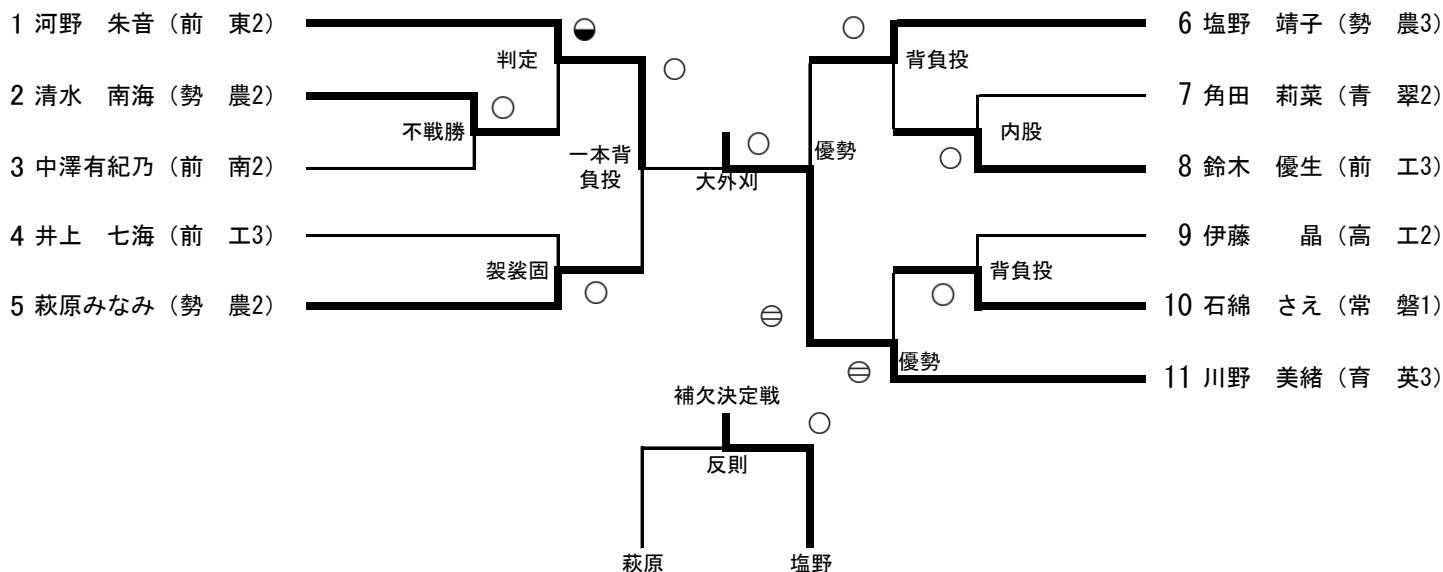 1 河野　朱音（前　東2）
判定
2 清水　南海（勢　農2）
不戦勝
3 中澤有紀乃（前　南2）
一本背
負投
4 井上　七海（前　工3）
袈裟固
5 萩原みなみ（勢　農2）
大外刈
6 塩野　靖子（勢　農3）
背負投
7 角田　莉菜（青　翠2）
内股
優勢
8 鈴木　優生（前　工3）
9 伊藤　　晶（高　工2）
背負投
10 石綿　さえ（常　磐1）
優勢
11 川野　美緒（育　英3）
補欠決定戦
反則
萩原
塩野